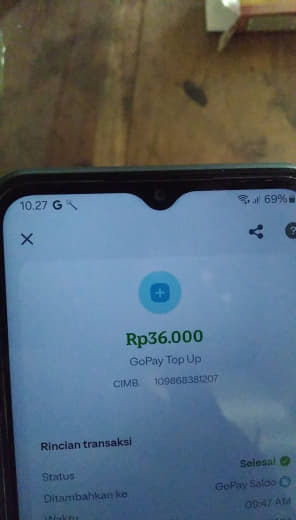 10.27 G 69%
Rp36.000
GoPay Top Up
CIMB 109868381207
Rincian transaksi
Status Selesai
Ditambahkan ke GoPay Saldo
Waktu 09:47 AM